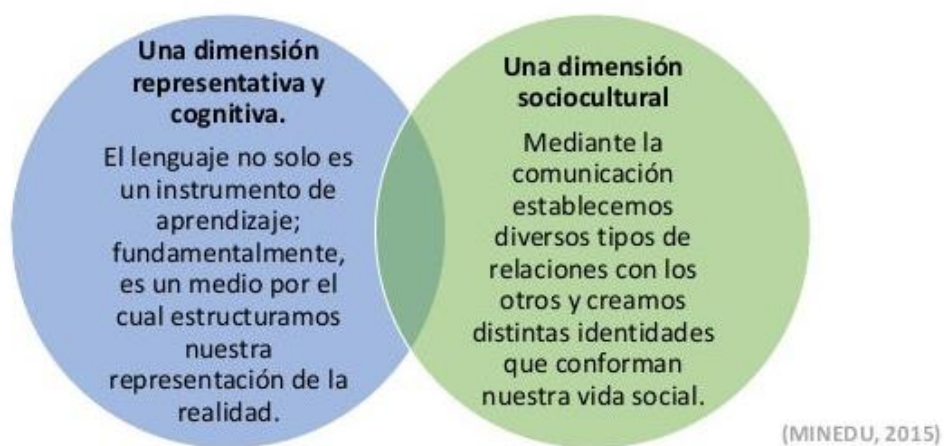 Una dimensión
representativa y
cognitiva.
El lenguaje no solo es
un instrumento de
aprendizaje;
fundamentalmente,
es un medio por el
cual estructuramos
nuestra
representación de la
realidad.
Una dimensión
sociocultural
Mediante la
comunicación
establecemos
diversos tipos de
relaciones con los
otros y creamos
distintas identidades
que conforman
nuestra vida social.
(MINEDU, 2015)